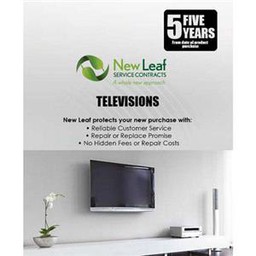 5 FIVE
YEARS
From date of product
purchase
New Leaf
SERVICE CONTRACTS
A whole new approach
TELEVISIONS
New Leaf protects your new purchase with:
• Reliable Customer Service
• Repair or Replace Promise
• No Hidden Fees or Repair Costs